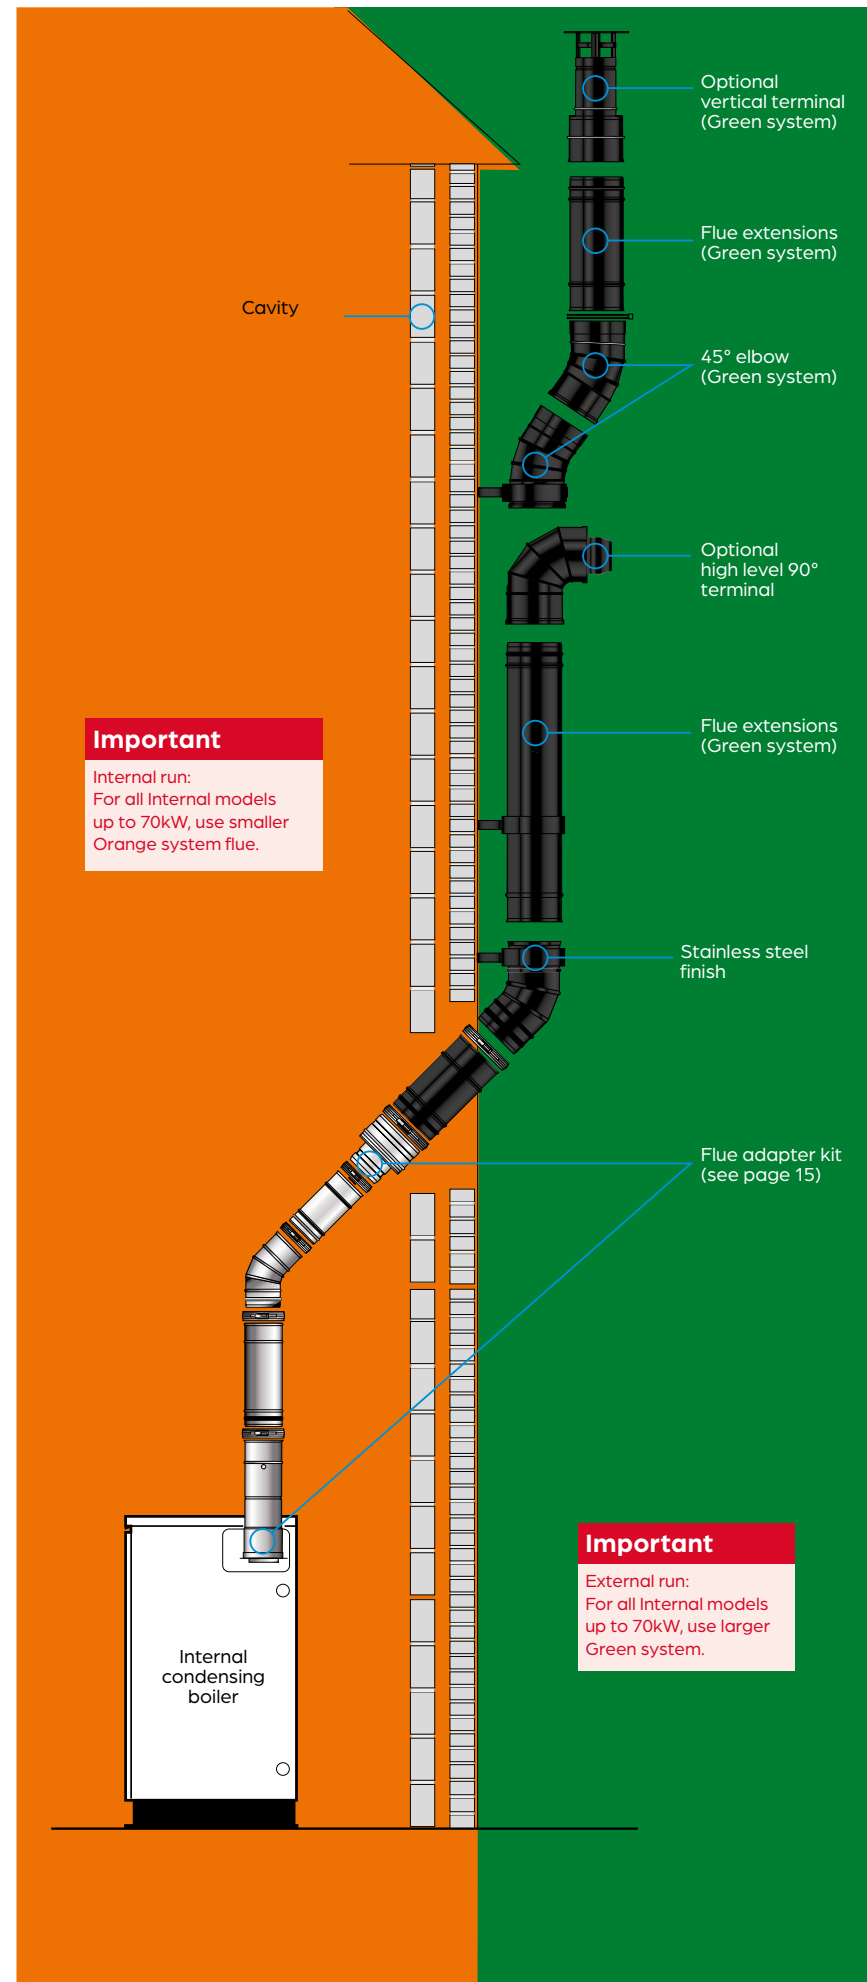 Optional
vertical terminal
(Green system)
Flue extensions
(Green system)
Cavity
45° elbow
(Green system)
Optional
high level 90°
terminal
Important
Internal run:
For all Internal models
up to 70kW, use smaller
Orange system flue.
Flue extensions
(Green system)
Stainless steel
finish
Flue adapter kit
(see page 15)
Important
External run:
For all Internal models
up to 70kW, use larger
Green system.
Internal
condensing
boiler